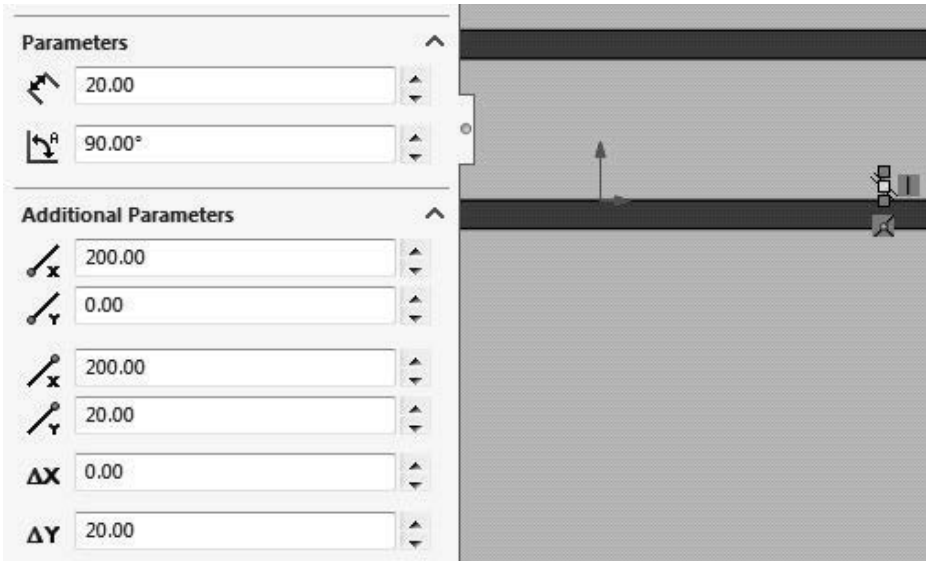 Parameters
20.00
A
90.00°
Additional Parameters
X
200.00
Y
0.00
X
200.00
Y
20.00
ΔX
0.00
ΔY
20.00